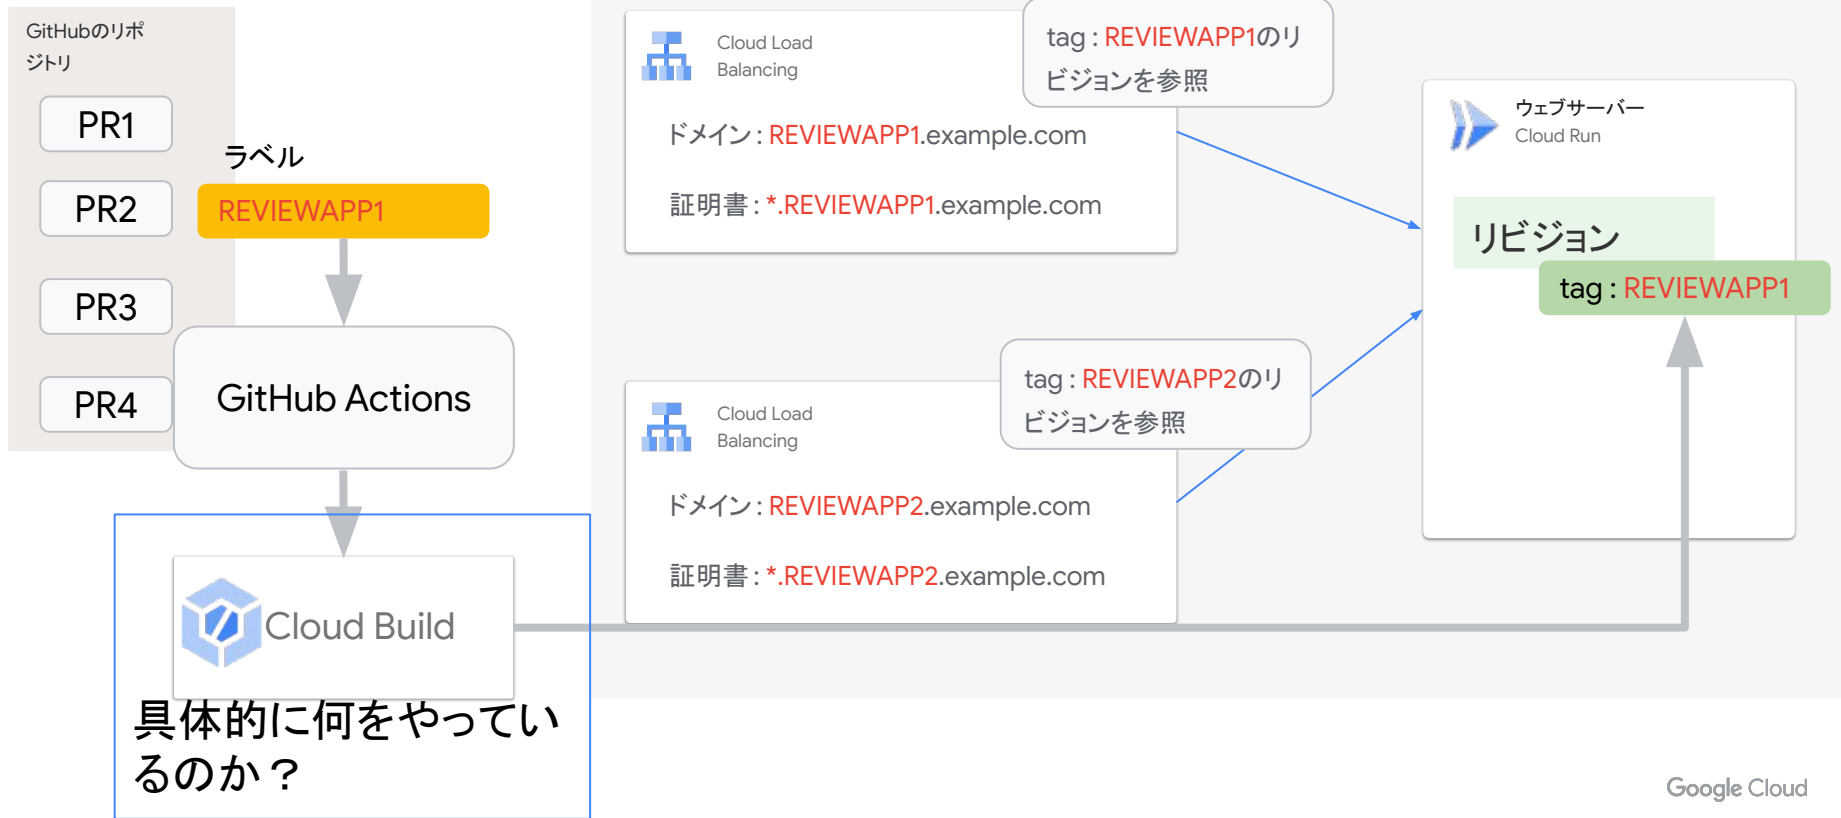 GitHubのリポ
ジトリ
PR1
PR2
PR3
PR4
ラベル
REVIEWAPP1
GitHub Actions
Cloud Build
具体的に何をやってい
るのか？
Cloud Load
Balancing
tag : REVIEWAPP1のリ
ビジョンを参照
ドメイン : REVIEWAPP1.example.com
証明書 : *.REVIEWAPP1.example.com
Cloud Load
Balancing
tag : REVIEWAPP2のリ
ビジョンを参照
ドメイン : REVIEWAPP2.example.com
証明書 : *.REVIEWAPP2.example.com
ウェブサーバー
Cloud Run
リビジョン
tag : REVIEWAPP1
Google Cloud